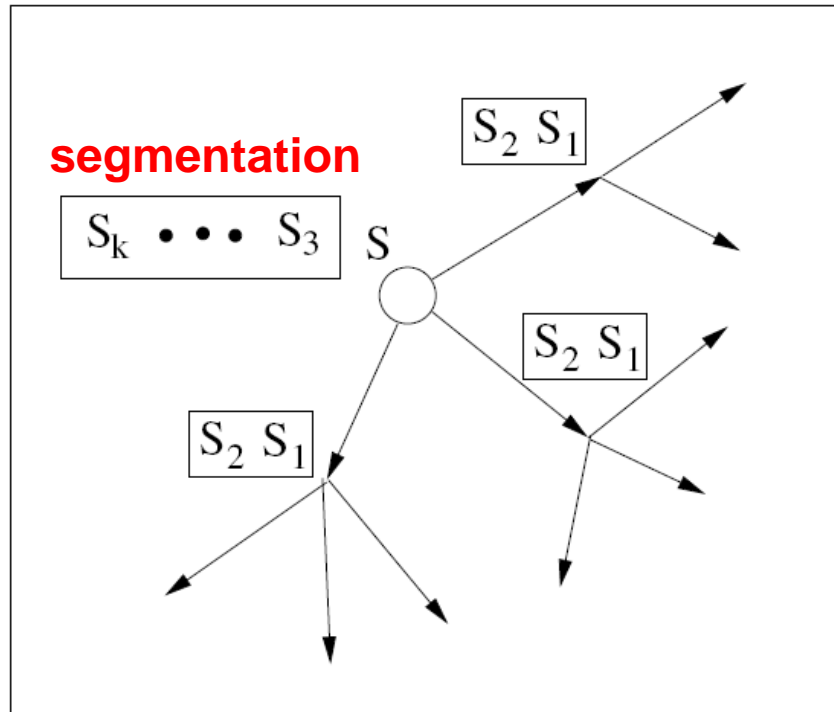 S₂ S₁
segmentation
Sₖ • • • S₃
S
S₂ S₁
S₂ S₁